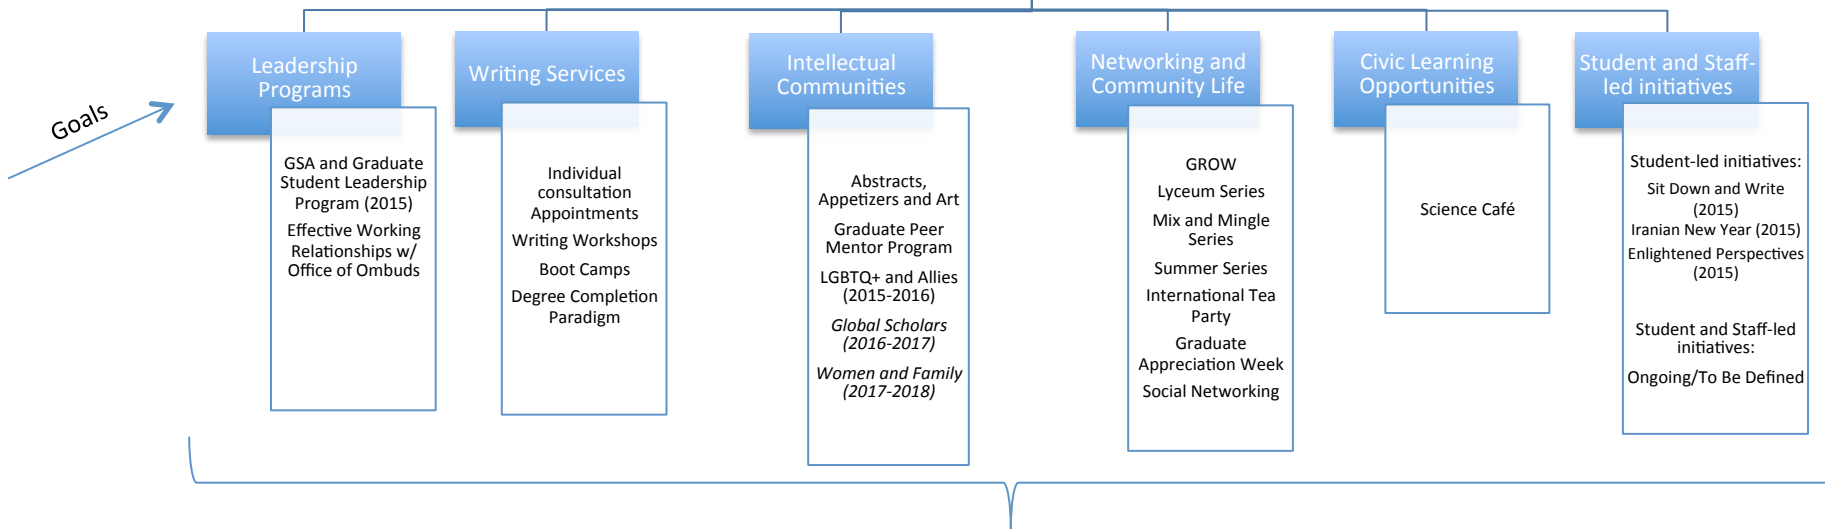 Goals
Leadership
Programs
GSA and Graduate
Student Leadership
Program (2015)
Effective Working
Relationships w/
Office of Ombuds
Writing Services
Individual
consultation
Appointments
Writing Workshops
Boot Camps
Degree Completion
Paradigm
Intellectual
Communities
Abstracts,
Appetizers and Art
Graduate Peer
Mentor Program
LGBTQ+ and Allies
(2015-2016)
Global Scholars
(2016-2017)
Women and Family
(2017-2018)
Networking and
Community Life
GROW
Lyceum Series
Mix and Mingle
Series
Summer Series
International Tea
Party
Graduate
Appreciation Week
Social Networking
Civic Learning
Opportunities
Science Café
Student and Staff-
led initiatives
Student-led initiatives:
Sit Down and Write
(2015)
Iranian New Year (2015)
Enlightened Perspectives
(2015)
Student and Staff-led
initiatives:
Ongoing/To Be Defined